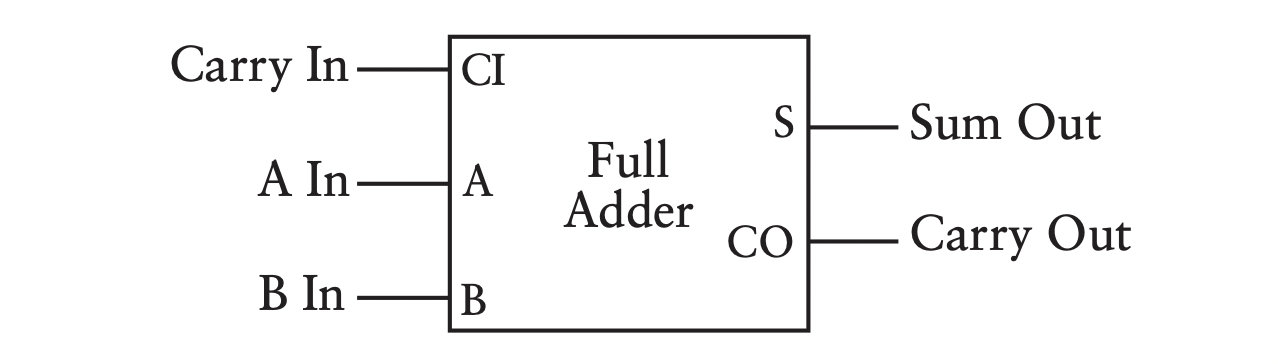 Carry In
CI
S
Sum Out
A In
A
Full
Adder
CO
Carry Out
B In
B